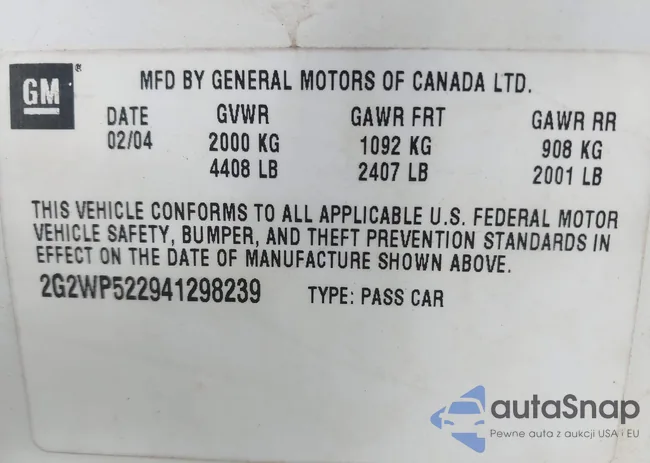 GM
®
MFD BY GENERAL MOTORS OF CANADA LTD.
DATE GVWR GAWR FRT GAWR RR
02/04 2000 KG 1092 KG 908 KG
4408 LB 2407 LB 2001 LB
THIS VEHICLE CONFORMS TO ALL APPLICABLE U.S. FEDERAL MOTOR
VEHICLE SAFETY, BUMPER, AND THEFT PREVENTION STANDARDS IN
EFFECT ON THE DATE OF MANUFACTURE SHOWN ABOVE.
2G2WP522941298239 TYPE: PASS CAR
autaSnap
Pewne auta z aukcji USA i EU